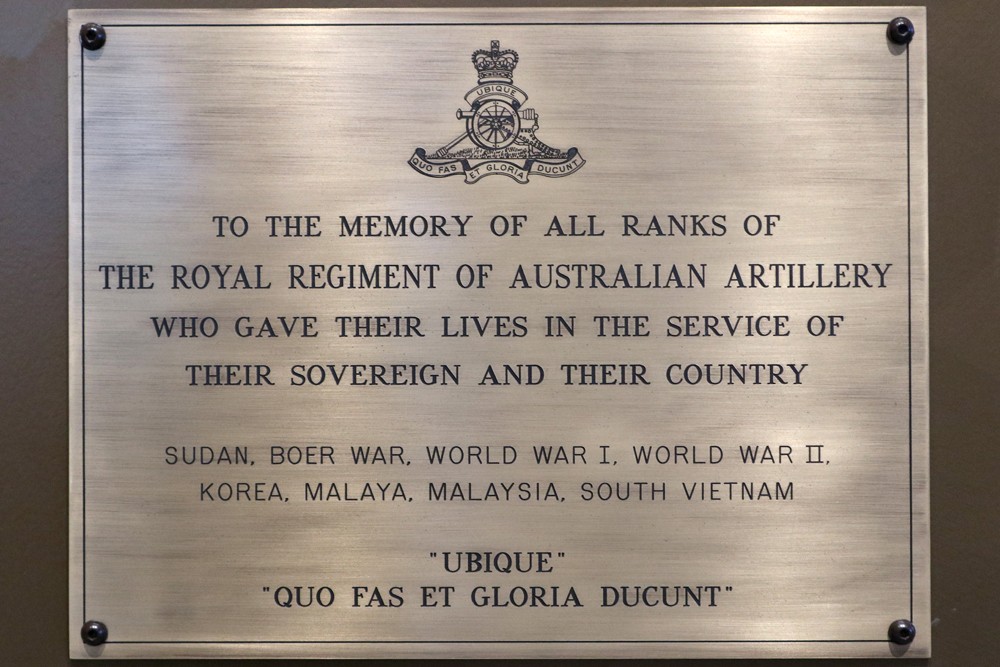 UBIQUE
QUO FAS ET GLORIA DUCUNT
TO THE MEMORY OF ALL RANKS OF
THE ROYAL REGIMENT OF AUSTRALIAN ARTILLERY
WHO GAVE THEIR LIVES IN THE SERVICE OF
THEIR SOVEREIGN AND THEIR COUNTRY
SUDAN, BOER WAR, WORLD WAR I, WORLD WAR II,
KOREA, MALAYA, MALAYSIA, SOUTH VIETNAM
"UBIQUE"
"QUO FAS ET GLORIA DUCUNT"